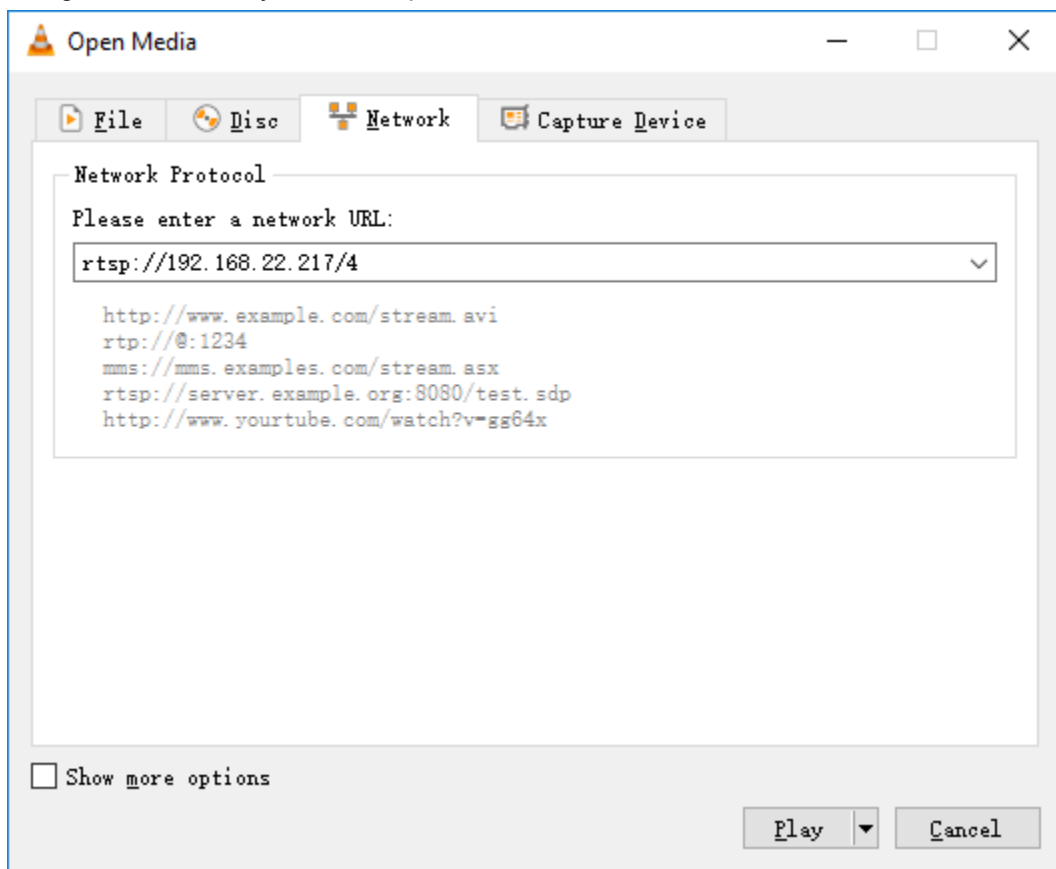 Open Media
File Disc Network Capture Device
Network Protocol
Please enter a network URL:
rtsp://192.168.22.217/4
http://www.example.com/stream.avi
rtp://@:1234
mms://mms.examples.com/stream.asx
rtsp://server.example.org:8080/test.sdp
http://www.yourtube.com/watch?v=gg64x
Show more options
Play Cancel